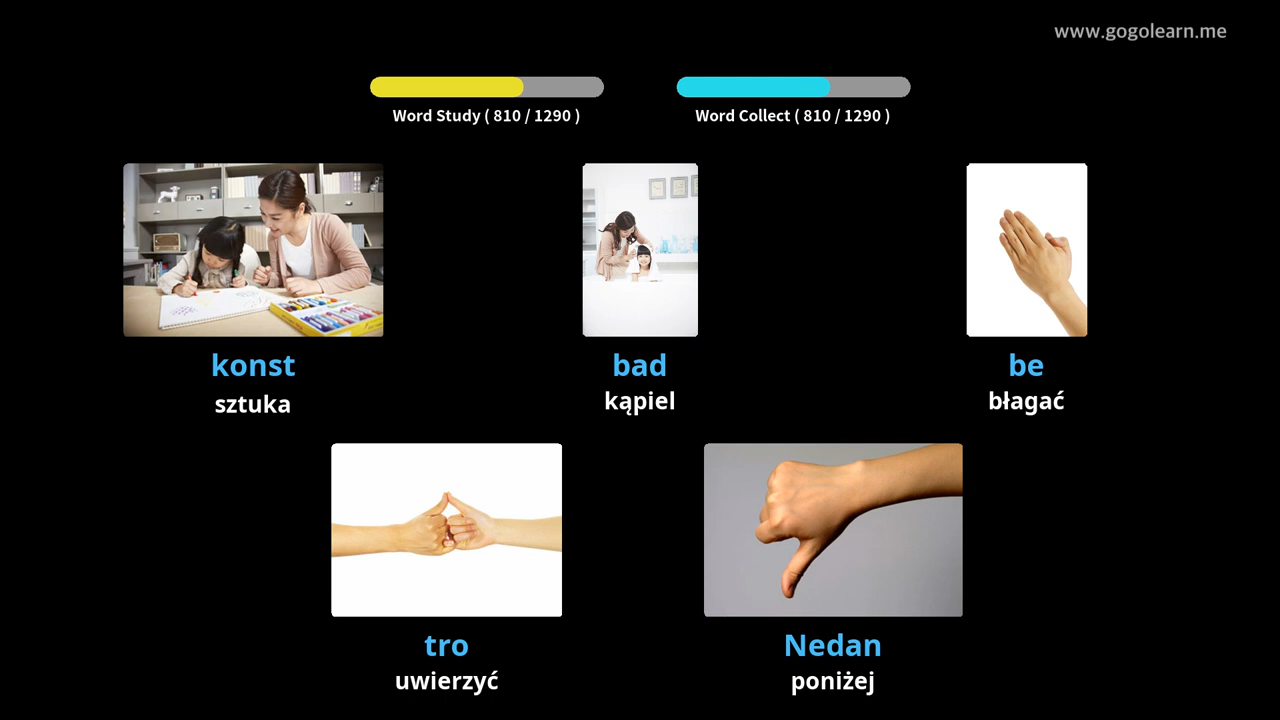 www.gogolearn.me
Word Study ( 810 / 1290 )
Word Collect ( 810 / 1290 )
konst
sztuka
bad
kąpiel
be
błagać
tro
uwierzyć
Nedan
poniżej